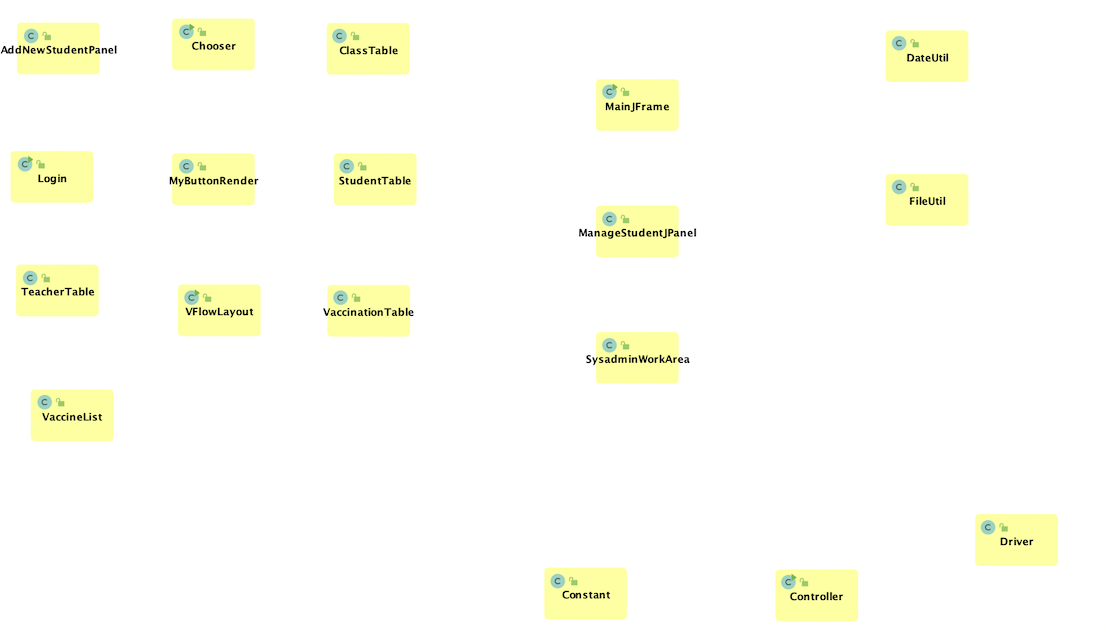 C
AddNewStudentPanel
C
Chooser
C
ClassTable
C
DateUtil
C
MainJFrame
C
Login
C
MyButtonRender
C
StudentTable
C
FileUtil
C
ManageStudentJPanel
C
TeacherTable
C
VFlowLayout
C
VaccinationTable
C
SysadminWorkArea
C
VaccineList
C
Driver
C
Constant
C
Controller